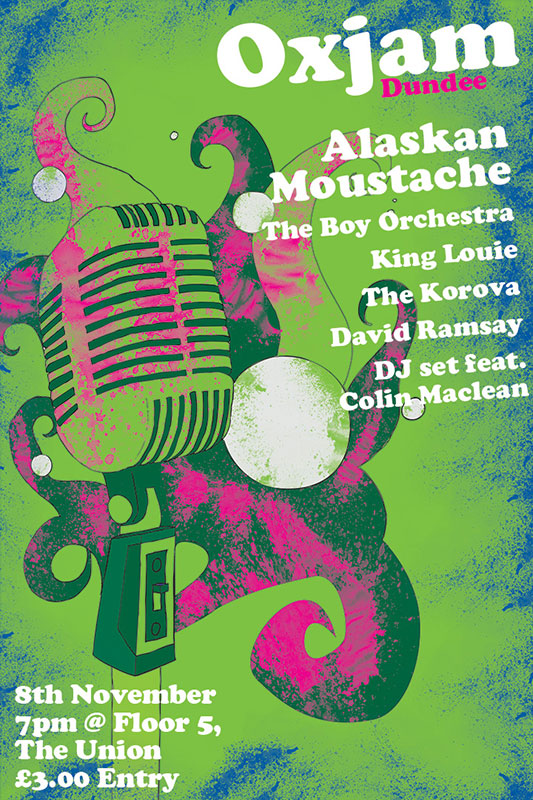 Oxjam
Dundee
Alaskan
Moustache
The Boy Orchestra
King Louie
The Korova
David Ramsay
DJ set feat.
Colin Maclean
8th November
7pm @ Floor 5,
The Union
£3.00 Entry